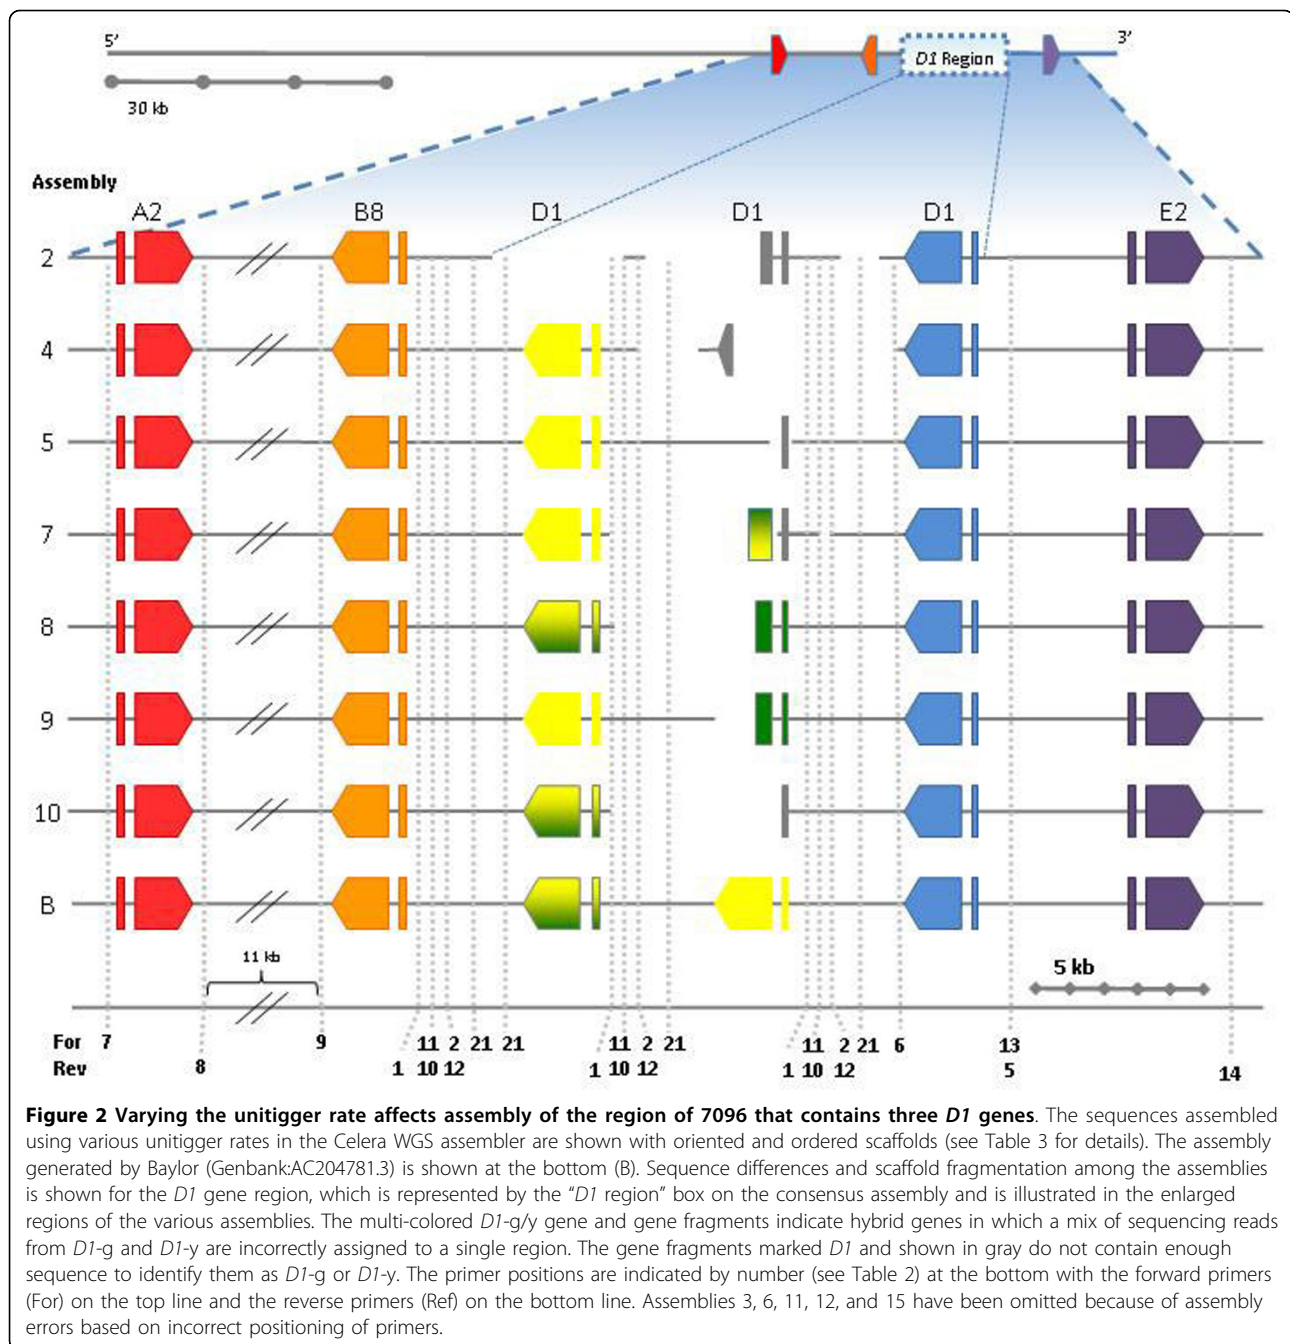 5' 3'
D1 Region
30 kb
Assembly
A2 B8 D1 D1 D1 E2
2
4
5
7
8
9
10
B
11 kb
5 kb
For 7 9 11 2 21 21 11 2 21 11 2 21 6 13
Rev 8 1 10 12 1 10 12 1 10 12 5 14
Figure 2 Varying the unitigger rate affects assembly of the region of 7096 that contains three D1 genes. The sequences assembled
using various unitigger rates in the Celera WGS assembler are shown with oriented and ordered scaffolds (see Table 3 for details). The assembly
generated by Baylor (Genbank:AC204781.3) is shown at the bottom (B). Sequence differences and scaffold fragmentation among the assemblies
is shown for the D1 gene region, which is represented by the "D1 region" box on the consensus assembly and is illustrated in the enlarged
regions of the various assemblies. The multi-colored D1-g/y gene and gene fragments indicate hybrid genes in which a mix of sequencing reads
from D1-g and D1-y are incorrectly assigned to a single region. The gene fragments marked D1 and shown in gray do not contain enough
sequence to identify them as D1-g or D1-y. The primer positions are indicated by number (see Table 2) at the bottom with the forward primers
(For) on the top line and the reverse primers (Ref) on the bottom line. Assemblies 3, 6, 11, 12, and 15 have been omitted because of assembly
errors based on incorrect positioning of primers.